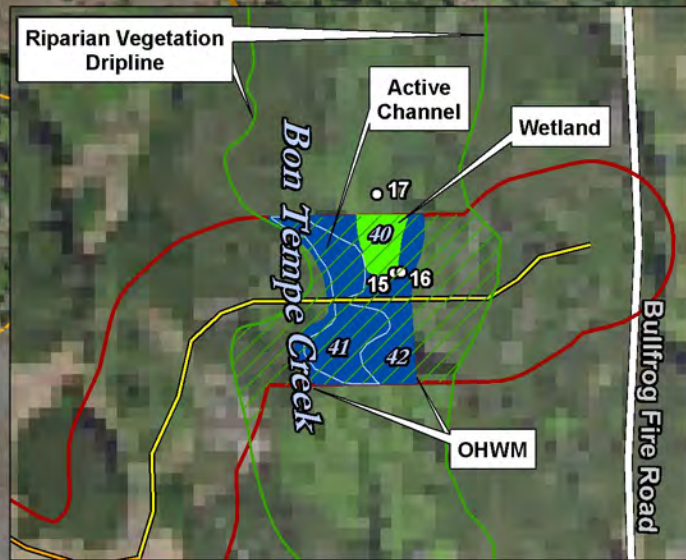 Riparian Vegetation
Dripline
Active
Channel
Wetland
Bon Tempe Creek
17
40
15
16
41
42
OHWM
Bullfrog Fire Road